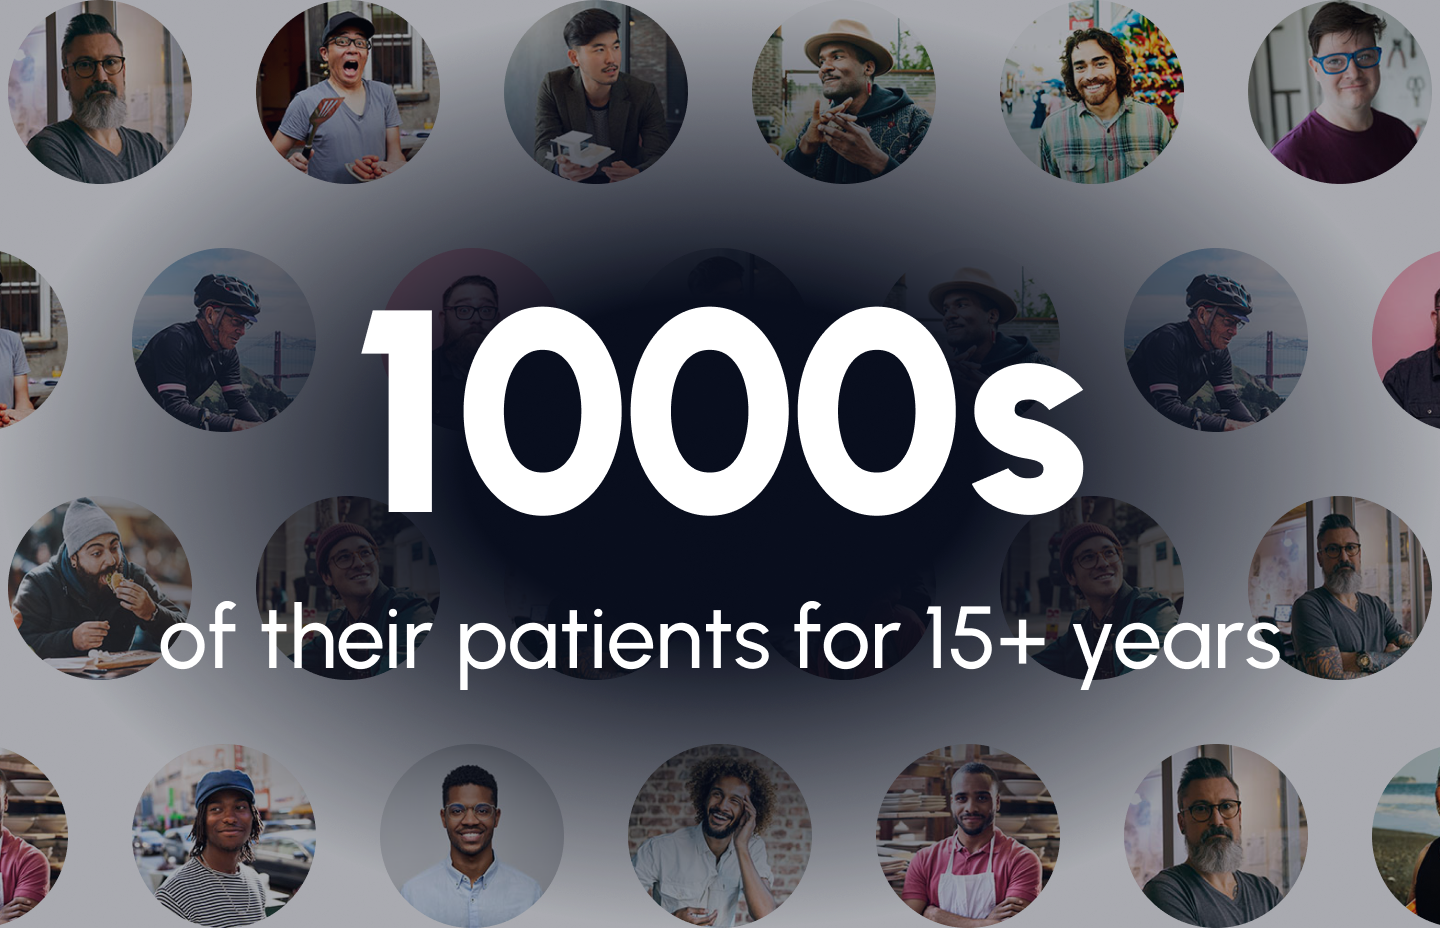 1000s
of their patients for 15+ years